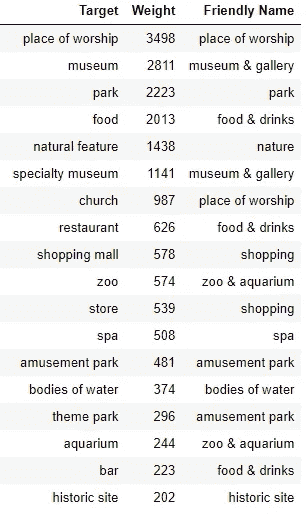 Target Weight Friendly Name
place of worship 3498 place of worship
museum 2811 museum & gallery
park 2223 park
food 2013 food & drinks
natural feature 1438 nature
specialty museum 1141 museum & gallery
church 987 place of worship
restaurant 626 food & drinks
shopping mall 578 shopping
zoo 574 zoo & aquarium
store 539 shopping
spa 508 spa
amusement park 481 amusement park
bodies of water 374 bodies of water
theme park 296 amusement park
aquarium 244 zoo & aquarium
bar 223 food & drinks
historic site 202 historic site